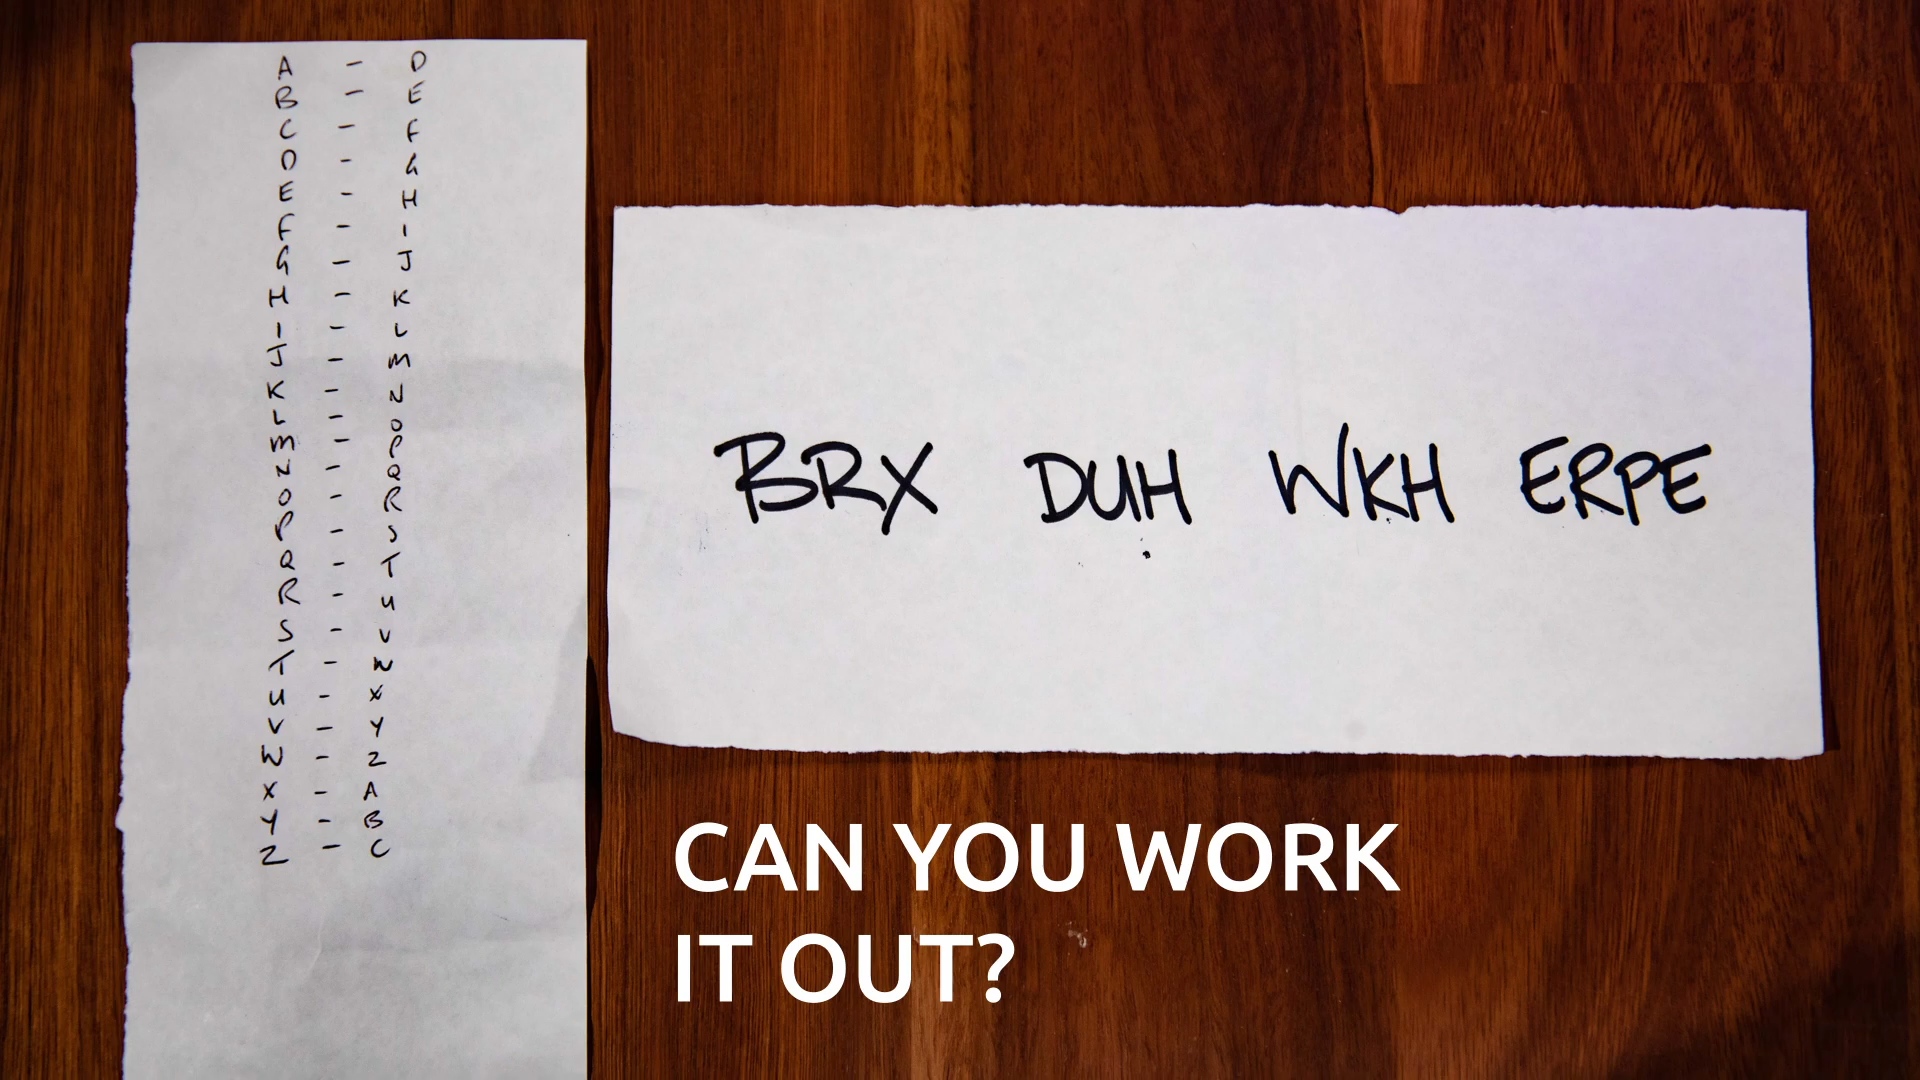 A - D
B - E
C - F
D - G
E - H
F - I
G - J
H - K
I - L
J - M
K - N
L - O
M - P
N - Q
O - R
P - S
Q - T
R - U
S - V
T - W
U - X
V - Y
W - Z
X - A
Y - B
Z - C
BRX DUH WKH ERPE
CAN YOU WORK
IT OUT?